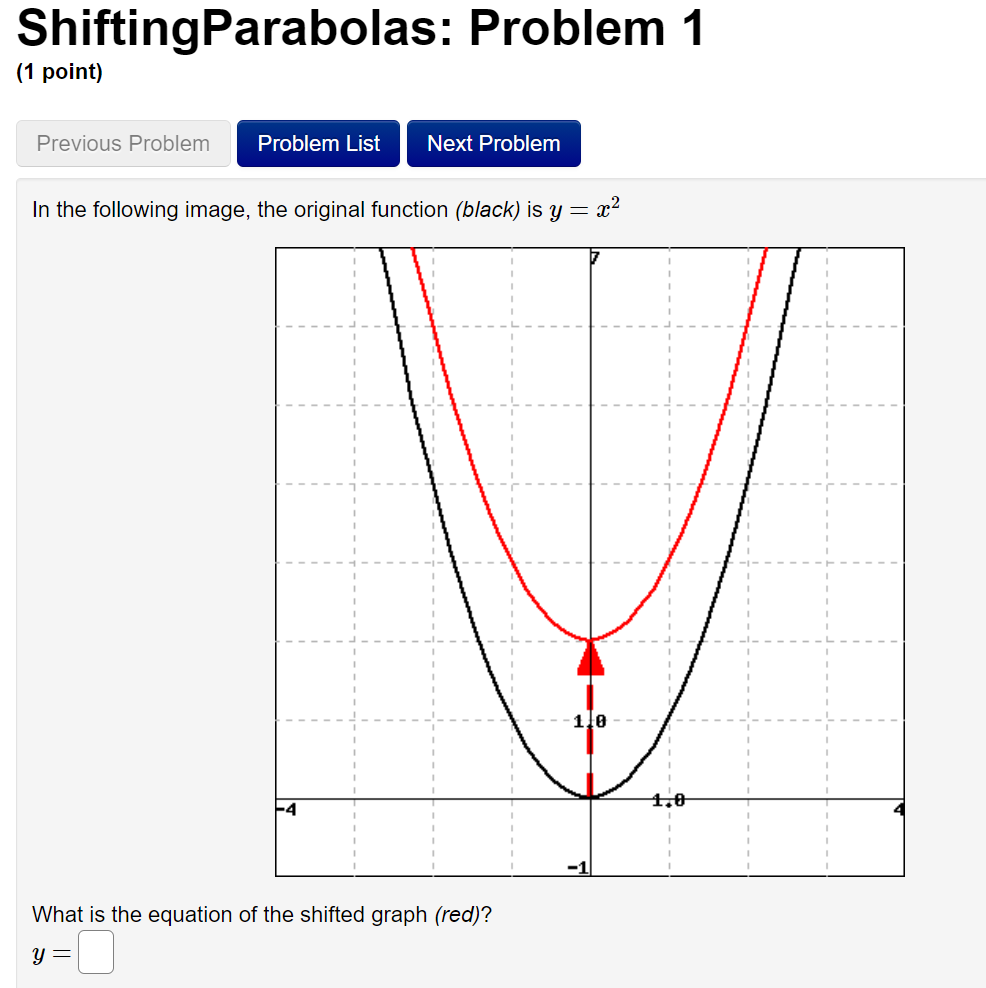 ShiftingParabolas: Problem 1
(1 point)
Previous Problem Problem List Next Problem
In the following image, the original function (black) is y = x²
7
1.0
1.0
-4 4
-1
What is the equation of the shifted graph (red)?
y =